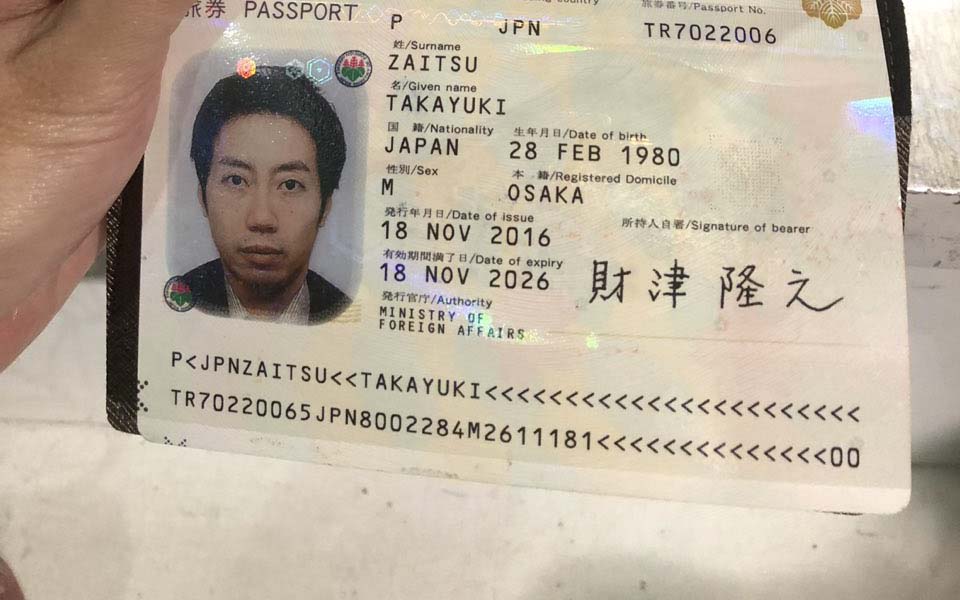 旅券 PASSPORT
country 旅券番号/Passport No.
P JPN TR7022006
姓/Surname
ZAITSU
名/Given name
TAKAYUKI
国 籍/Nationality 生年月日/Date of birth
JAPAN 28 FEB 1980
性別/Sex 本 籍/Registered Domicile
M OSAKA
発行年月日/Date of issue 所持人自署/Signature of bearer
18 NOV 2016
有効期間満了日/Date of expiry
18 NOV 2026 財津隆之
発行官庁/Authority
MINISTRY OF
FOREIGN AFFAIRS
P<JPNZAITSU<<TAKAYUKI<<<<<<<<<<<<<<<<<<<<<<<
TR70220065JPN8002284M2611181<<<<<<<<<<<<<<00